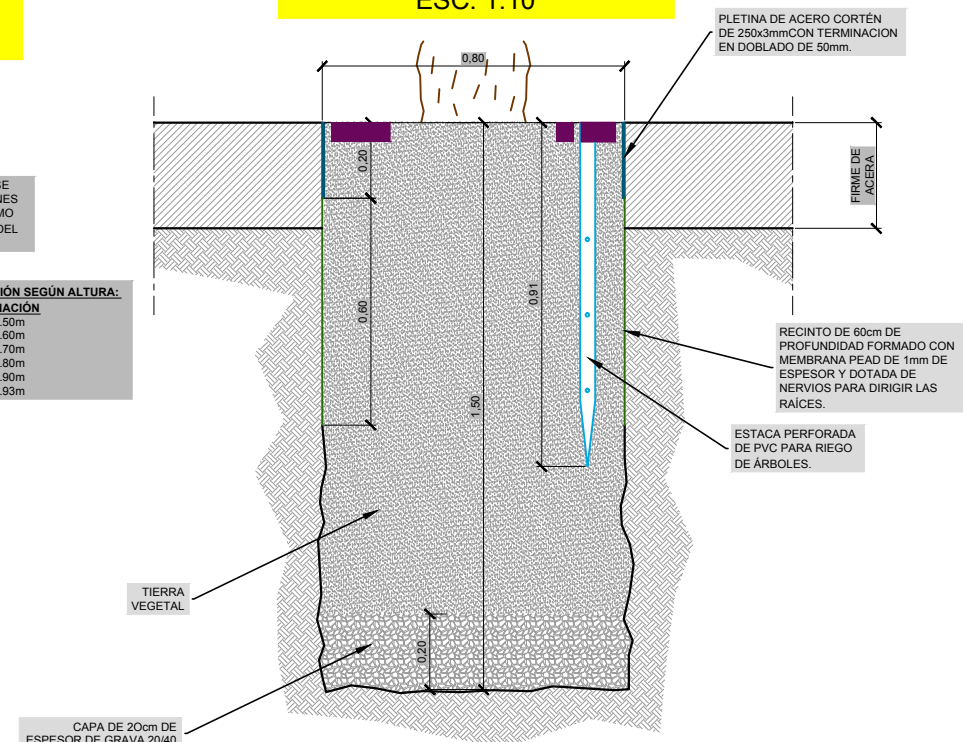 ESC. 1:10
PLETINA DE ACERO CORTÉN
DE 250x3mmCON TERMINACION
EN DOBLADO DE 50mm.
0,80
0,20
FIRME DE
ACERA
DEL
IÓN SEGÚN ALTURA:
.50m
.60m
.70m
.80m
.90m
.93m
0,60
0,91
1,50
RECINTO DE 60cm DE
PROFUNDIDAD FORMADO CON
MEMBRANA PEAD DE 1mm DE
ESPESOR Y DOTADA DE
NERVIOS PARA DIRIGIR LAS
RAÍCES.
ESTACA PERFORADA
DE PVC PARA RIEGO
DE ÁRBOLES.
TIERRA
VEGETAL
0,20
CAPA DE 2Ocm DE
ESPESOR DE GRAVA 20/40